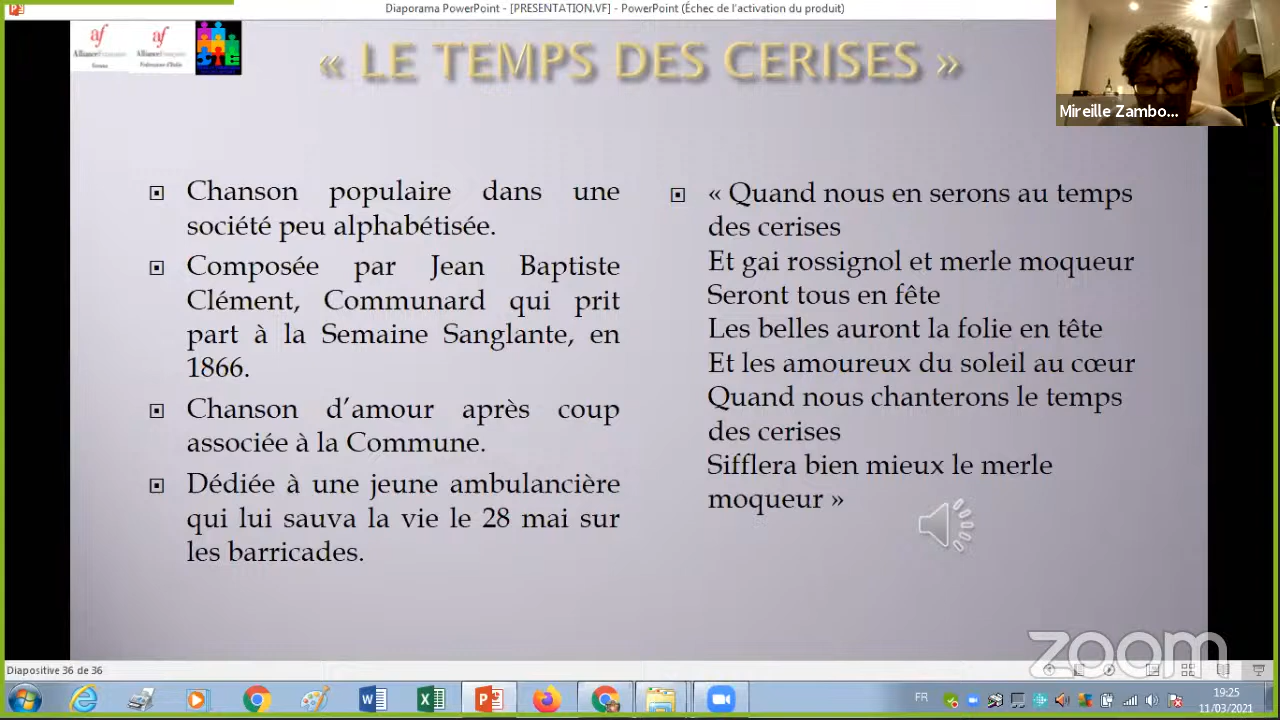 Diaporama PowerPoint - [PRESENTATION.VF] - PowerPoint (Échec de l'activation du produit)
af
af
AllianceFrançaise
AllianceFrançaise
« LE TEMPS DES CERISES »
Mireille Zambo...
Chanson populaire dans une
société peu alphabétisée.
Composée par Jean Baptiste
Clément, Communard qui prit
part à la Semaine Sanglante, en
1866.
Chanson d’amour après coup
associée à la Commune.
Dédiée à une jeune ambulancière
qui lui sauva la vie le 28 mai sur
les barricades.
« Quand nous en serons au temps
des cerises
Et gai rossignol et merle moqueur
Seront tous en fête
Les belles auront la folie en tête
Et les amoureux du soleil au cœur
Quand nous chanterons le temps
des cerises
Sifflera bien mieux le merle
moqueur »
zoom
Diapositive 36 de 36
FR
19:25
11/03/2021